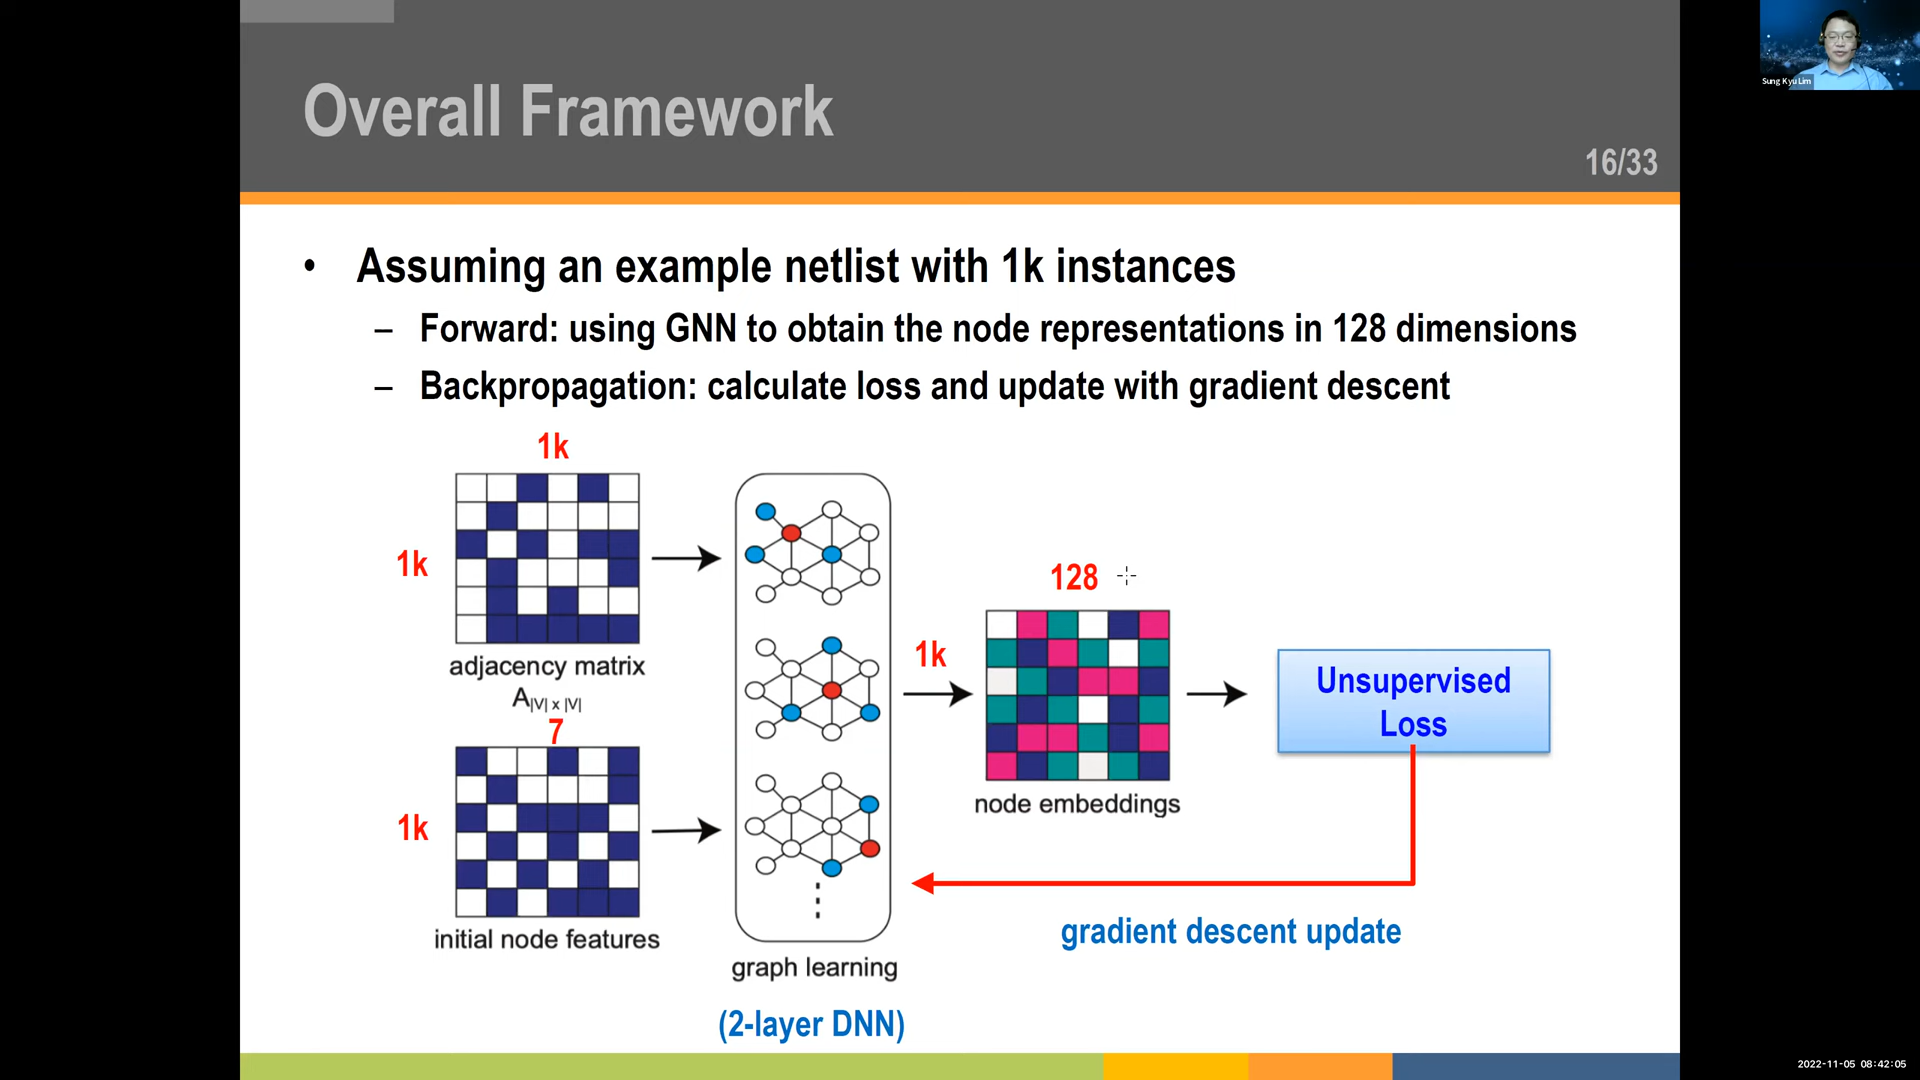 Sung Kyu Lim
Overall Framework
16/33
• Assuming an example netlist with 1k instances
– Forward: using GNN to obtain the node representations in 128 dimensions
– Backpropagation: calculate loss and update with gradient descent
1k
1k
adjacency matrix
A|V| x |V|
7
1k
initial node features
graph learning
(2-layer DNN)
1k
128
node embeddings
Unsupervised
Loss
gradient descent update
2022-11-05 08:42:05